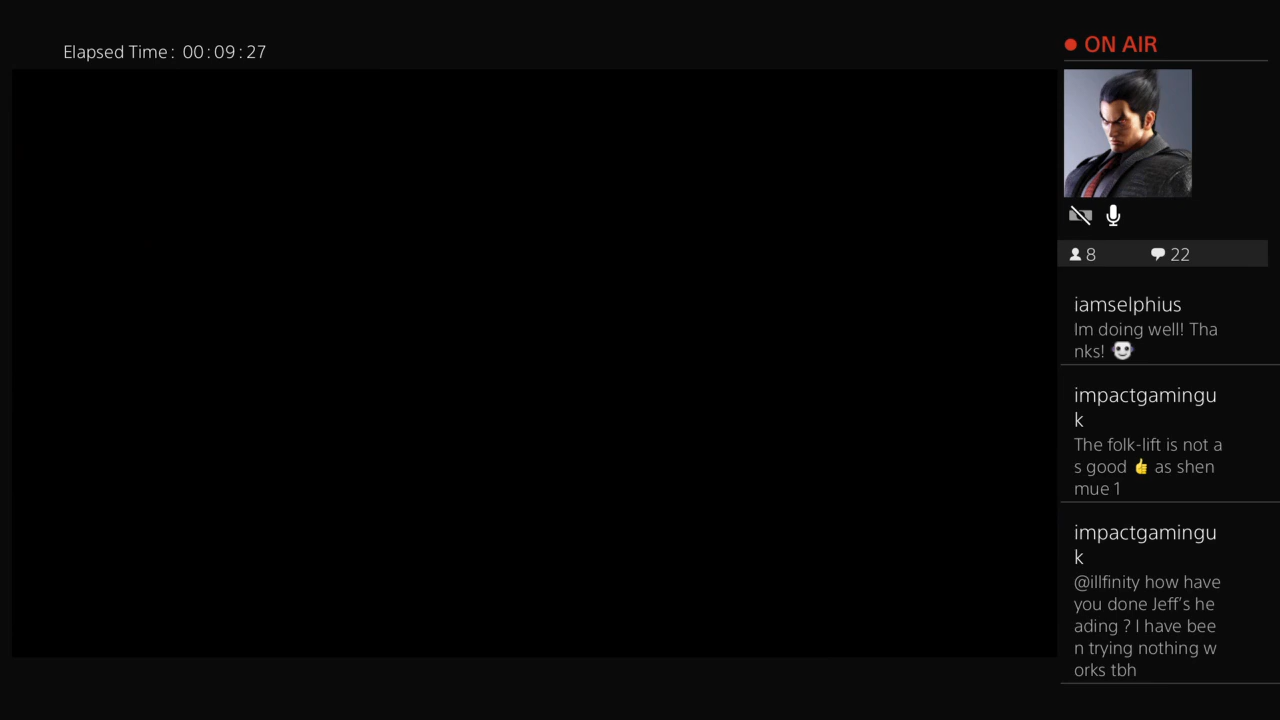 Elapsed Time: 00:09:27
ON AIR
8 22
iamselphius
Im doing well! Tha
nks!
impactgamingu
k
The folk-lift is not a
s good 👍 as shen
mue 1
impactgamingu
k
@illfinity how have
you done Jeff's he
ading ? I have bee
n trying nothing w
orks tbh